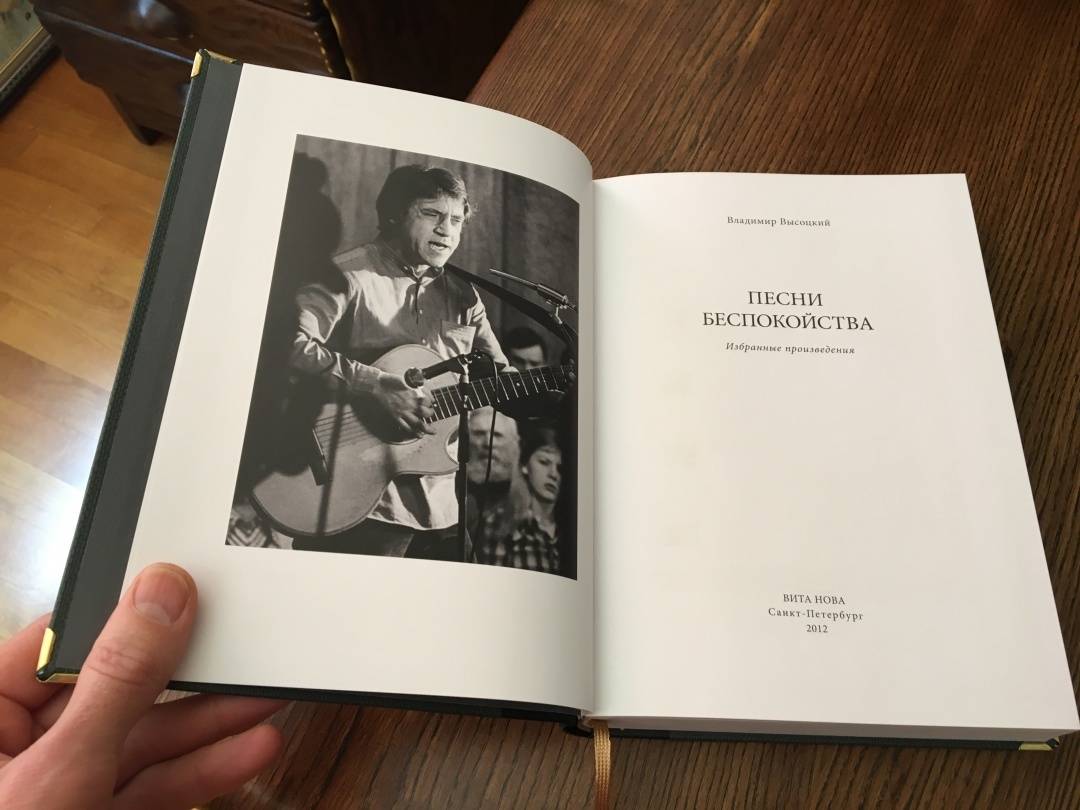 Владимир Высоцкий
ПЕСНИ
БЕСПОКОЙСТВА
Избранные произведения
ВИТА НОВА
Санкт-Петербург
2012